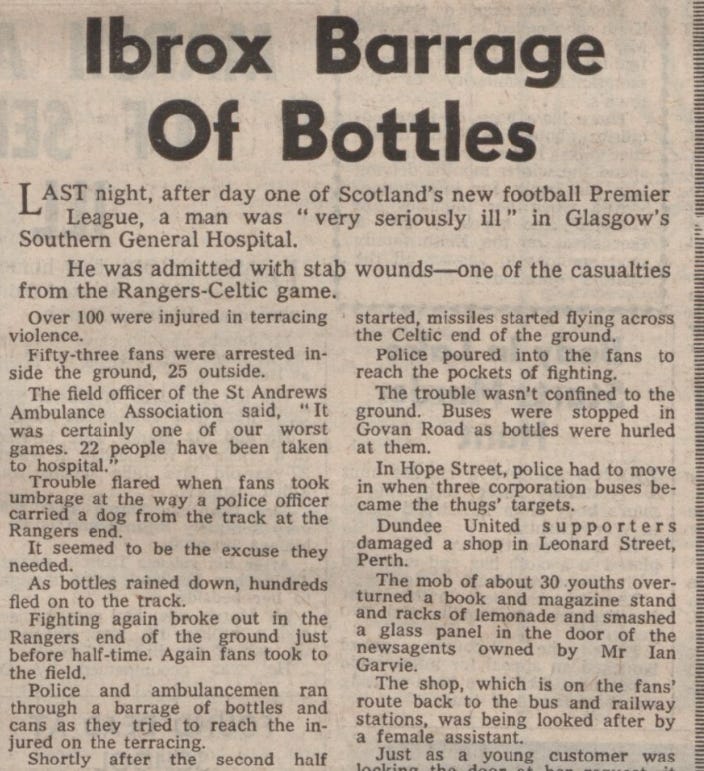 Ibrox Barrage
Of Bottles
LAST night, after day one of Scotland's new football Premier
League, a man was "very seriously ill" in Glasgow's
Southern General Hospital.
He was admitted with stab wounds—one of the casualties
from the Rangers-Celtic game.
Over 100 were injured in terracing
violence.
Fifty-three fans were arrested in-
side the ground, 25 outside.
The field officer of the St Andrews
Ambulance Association said, "It
was certainly one of our worst
games. 22 people have been taken
to hospital."
Trouble flared when fans took
umbrage at the way a police officer
carried a dog from the track at the
Rangers end.
It seemed to be the excuse they
needed.
As bottles rained down, hundreds
fled on to the track.
Fighting again broke out in the
Rangers end of the ground just
before half-time. Again fans took to
the field.
Police and ambulancemen ran
through a barrage of bottles and
cans as they tried to reach the in-
jured on the terracing.
Shortly after the second half
started, missiles started flying across
the Celtic end of the ground.
Police poured into the fans to
reach the pockets of fighting.
The trouble wasn't confined to the
ground. Buses were stopped in
Govan Road as bottles were hurled
at them.
In Hope Street, police had to move
in when three corporation buses be-
came the thugs' targets.
Dundee United supporters
damaged a shop in Leonard Street,
Perth.
The mob of about 30 youths over-
turned a book and magazine stand
and racks of lemonade and smashed
a glass panel in the door of the
newsagents owned by Mr Ian
Garvie.
The shop, which is on the fans'
route back to the bus and railway
stations, was being looked after by
a female assistant.
Just as a young customer was